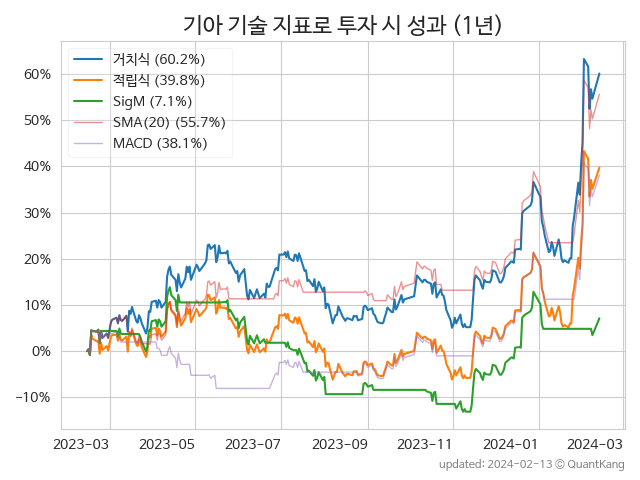 기아 기술 지표로 투자 시 성과 (1년)
거치식 (60.2%)
적립식 (39.8%)
SigM (7.1%)
SMA(20) (55.7%)
MACD (38.1%)
60%
50%
40%
30%
20%
10%
0%
−10%
2023-03 2023-05 2023-07 2023-09 2023-11 2024-01 2024-03
updated: 2024-02-13 ⓒ QuantKang